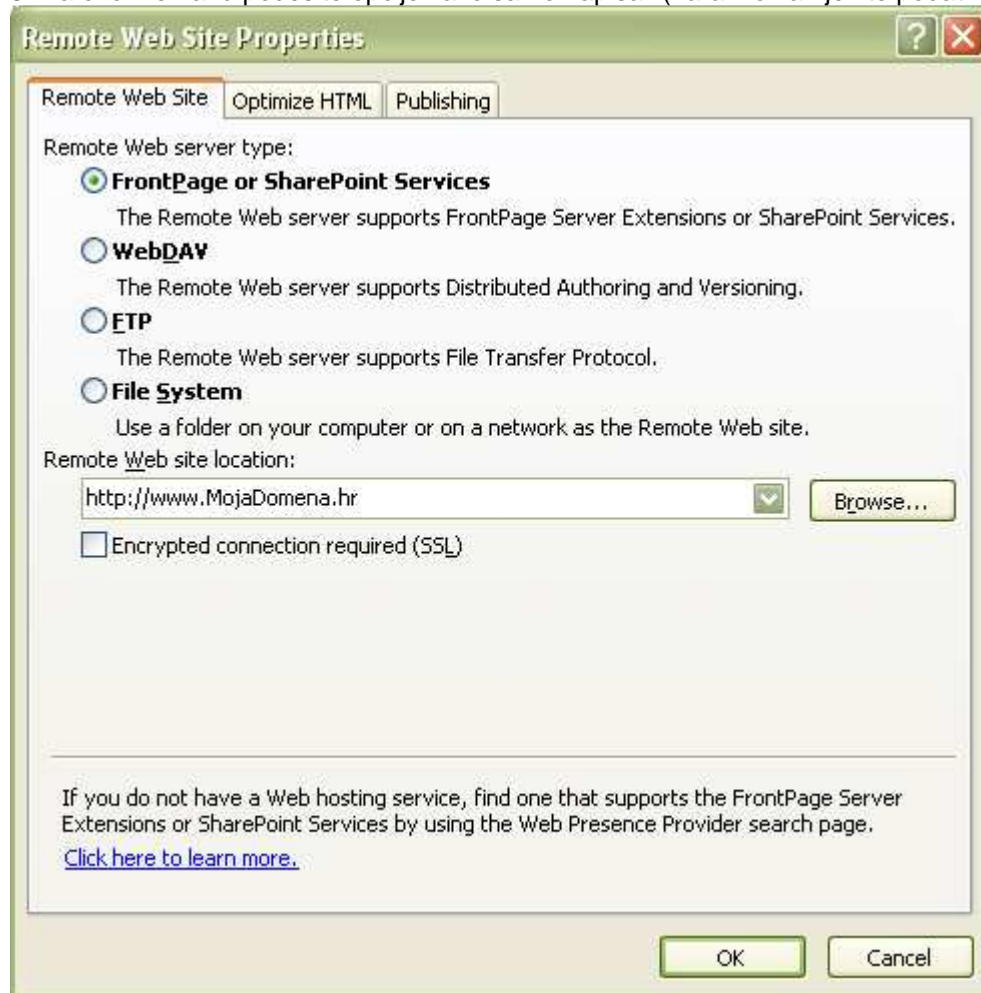 Remote Web Site Properties
Remote Web Site Optimize HTML Publishing
Remote Web server type:
FrontPage or SharePoint Services
The Remote Web server supports FrontPage Server Extensions or SharePoint Services.
WebDAV
The Remote Web server supports Distributed Authoring and Versioning.
FTP
The Remote Web server supports File Transfer Protocol.
File System
Use a folder on your computer or on a network as the Remote Web site.
Remote Web site location:
http://www.MojaDomena.hr
Browse...
Encrypted connection required (SSL)
If you do not have a Web hosting service, find one that supports the FrontPage Server
Extensions or SharePoint Services by using the Web Presence Provider search page.
Click here to learn more.
OK Cancel